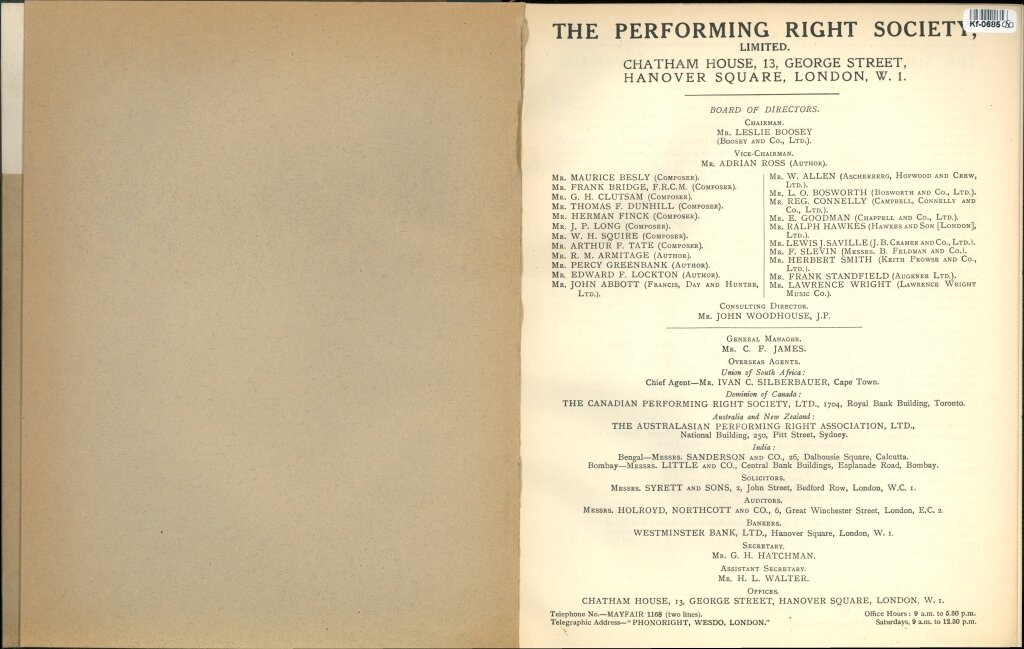 Kf-0685
THE PERFORMING RIGHT SOCIETY,
LIMITED.
CHATHAM HOUSE, 13, GEORGE STREET,
HANOVER SQUARE, LONDON, W. 1.
BOARD OF DIRECTORS.
CHAIRMAN.
MR. LESLIE BOOSEY
(BOOSEY AND CO., LTD.).
VICE-CHAIRMAN.
MR. ADRIAN ROSS (AUTHOR).
MR. MAURICE BESLY (COMPOSER).
MR. FRANK BRIDGE, F.R.C.M. (COMPOSER).
MR. G. H. CLUTSAM (COMPOSER).
MR. THOMAS F. DUNHILL (COMPOSER).
MR. HERMAN FINCK (COMPOSER).
MR. J. P. LONG (COMPOSER).
MR. W. H. SQUIRE (COMPOSER).
MR. ARTHUR F. TATE (COMPOSER).
MR. R. M. ARMITAGE (AUTHOR).
MR. PERCY GREENBANK (AUTHOR).
MR. EDWARD F. LOCKTON (AUTHOR).
MR. JOHN ABBOTT (FRANCIS, DAY AND HUNTER,
LTD.).
MR. W. ALLEN (ASCHERBERG, HOPWOOD AND CREW,
LTD.).
MR. L. O. BOSWORTH (BOSWORTH AND CO., LTD.).
MR. REG. CONNELLY (CAMPBELL, CONNELLY AND
CO., LTD.).
MR. E. GOODMAN (CHAPPELL AND CO., LTD.).
MR. RALPH HAWKES (HAWKES AND SON [LONDON],
LTD.).
MR. LEWIS J. SAVILLE (J. B. CRAMER AND CO., LTD.).
MR. F. SLEVIN (MESSRS. B. FELDMAN AND CO.).
MR. HERBERT SMITH (KEITH PROWSE AND CO.,
LTD.).
MR. FRANK STANDFIELD (AUGENER LTD.).
MR. LAWRENCE WRIGHT (LAWRENCE WRIGHT
MUSIC CO.).
CONSULTING DIRECTOR.
MR. JOHN WOODHOUSE, J.P.
GENERAL MANAGER.
MR. C. F. JAMES.
OVERSEAS AGENTS.
Union of South Africa:
Chief Agent—MR. IVAN C. SILBERBAUER, Cape Town.
Dominion of Canada:
THE CANADIAN PERFORMING RIGHT SOCIETY, LTD., 1704, Royal Bank Building, Toronto.
Australia and New Zealand:
THE AUSTRALASIAN PERFORMING RIGHT ASSOCIATION, LTD.,
National Building, 250, Pitt Street, Sydney.
India:
Bengal—MESSRS. SANDERSON AND CO., 26, Dalhousie Square, Calcutta.
Bombay—MESSRS. LITTLE AND CO., Central Bank Buildings, Esplanade Road, Bombay.
SOLICITORS.
MESSRS. SYRETT AND SONS, 2, John Street, Bedford Row, London, W.C. 1.
AUDITORS.
MESSRS. HOLROYD, NORTHCOTT AND CO., 6, Great Winchester Street, London, E.C. 2.
BANKERS.
WESTMINSTER BANK, LTD., Hanover Square, London, W. 1.
SECRETARY.
MR. G. H. HATCHMAN.
ASSISTANT SECRETARY.
MR. H. L. WALTER.
OFFICES.
CHATHAM HOUSE, 13, GEORGE STREET, HANOVER SQUARE, LONDON, W. 1.
Telephone No.—MAYFAIR 1168 (two lines).
Telegraphic Address—"PHONORIGHT, WESDO, LONDON."
Office Hours: 9 a.m. to 5.30 p.m.
Saturdays, 9 a.m. to 12.30 p.m.